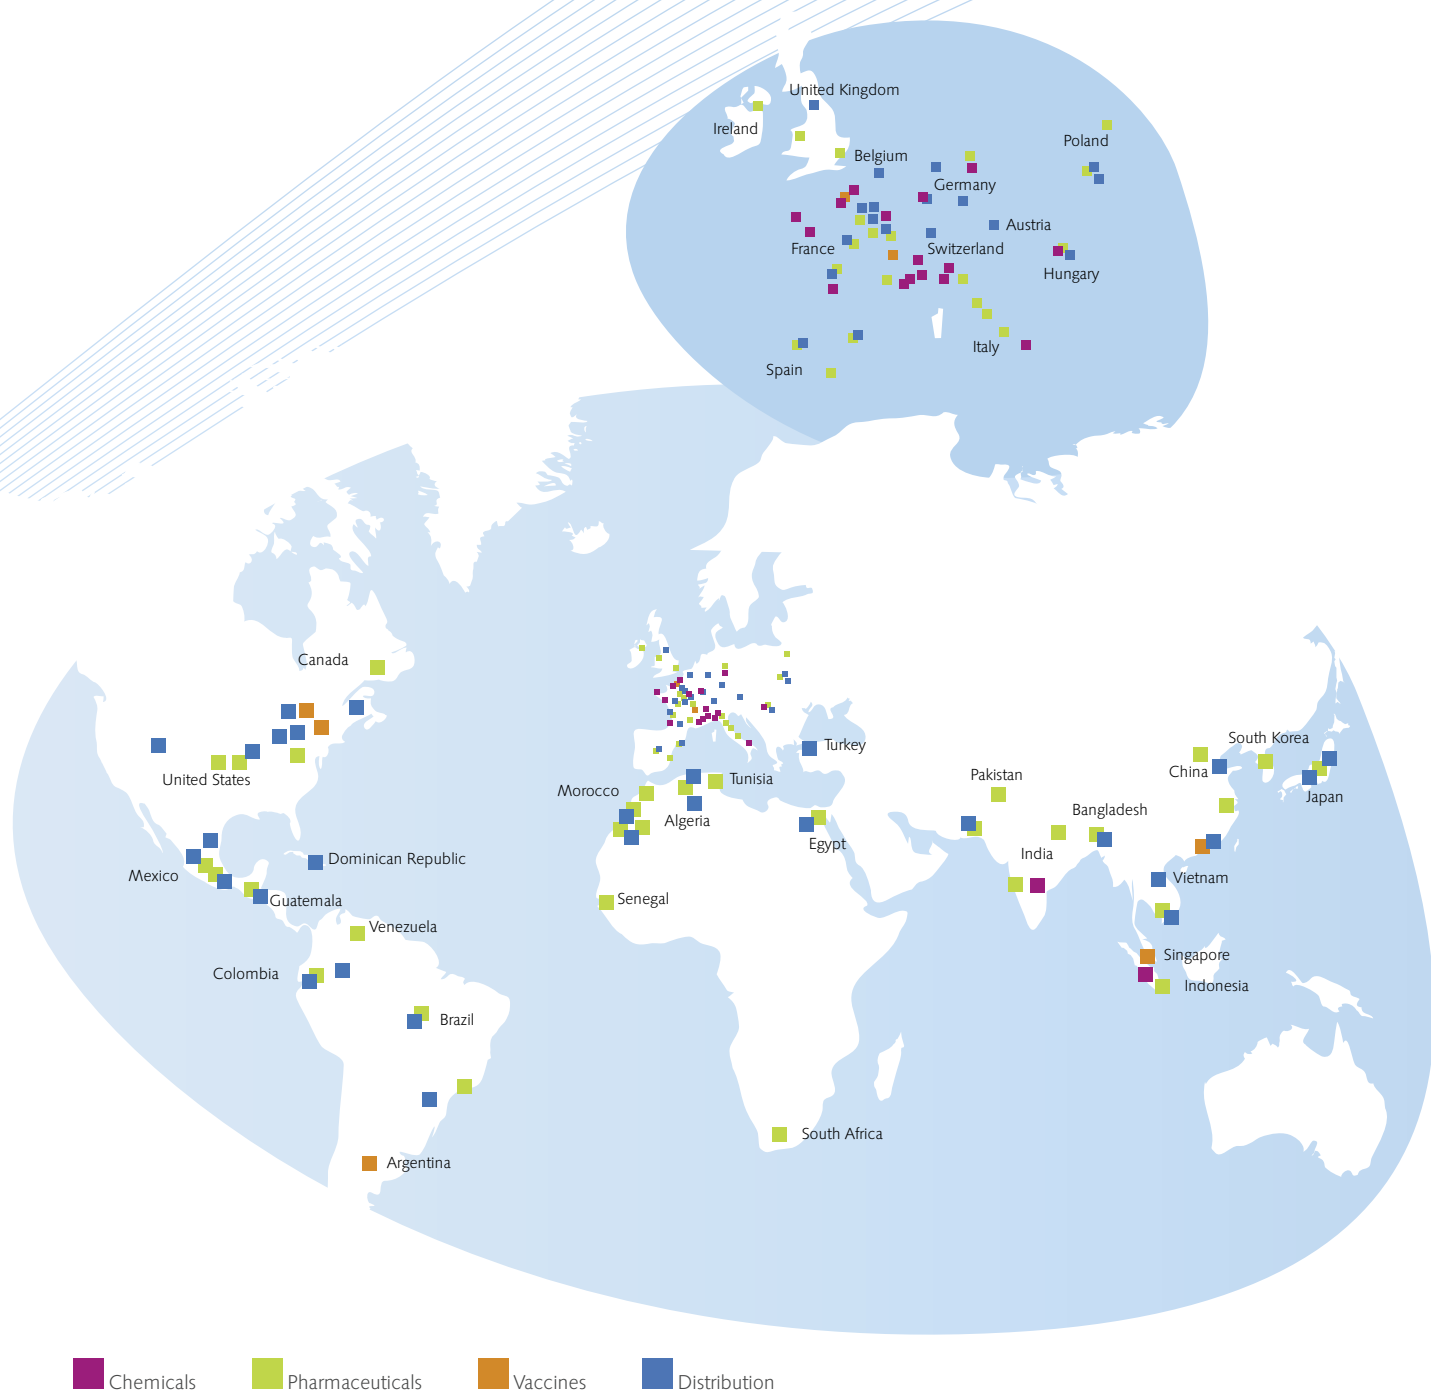 United Kingdom
Ireland
Poland
Belgium
Germany
Austria
France
Switzerland
Hungary
Italy
Spain
Canada
South Korea
Turkey
China
Pakistan
United States
Tunisia
Morocco
Japan
Bangladesh
Algeria
Egypt
India
Dominican Republic
Mexico
Vietnam
Senegal
Guatemala
Venezuela
Singapore
Colombia
Indonesia
Brazil
South Africa
Argentina
Chemicals
Pharmaceuticals
Vaccines
Distribution